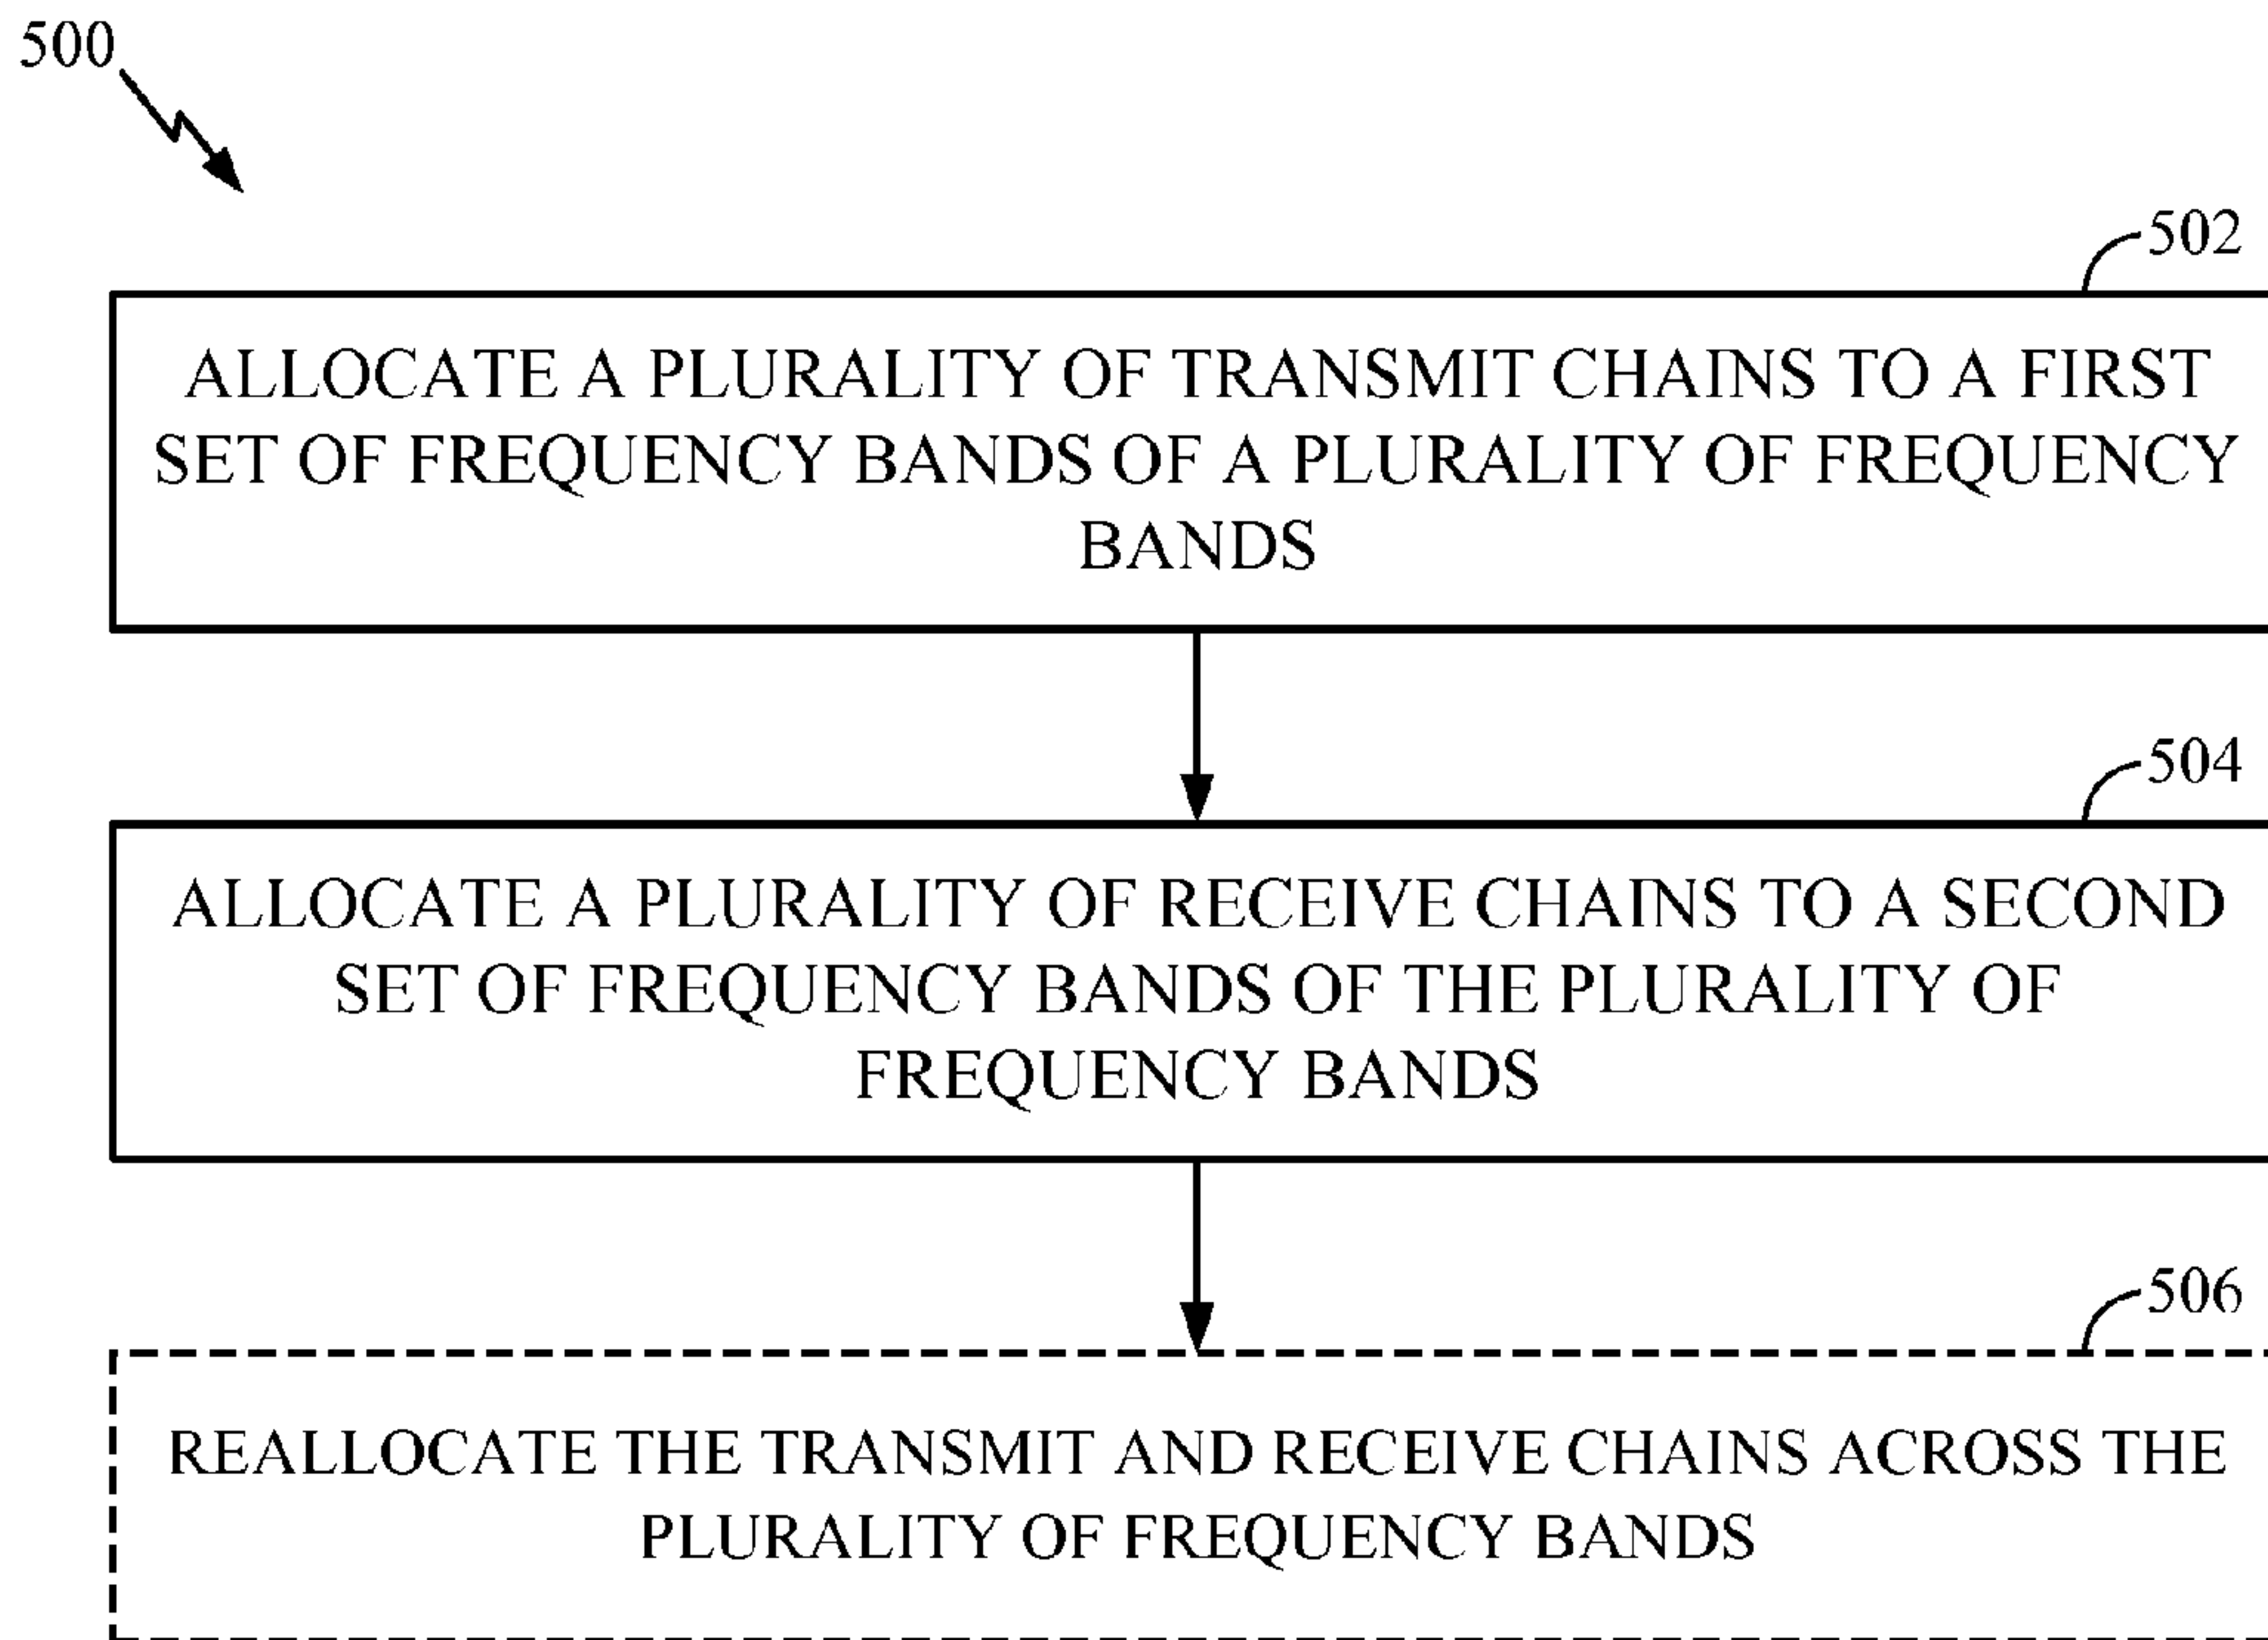 500
502
ALLOCATE A PLURALITY OF TRANSMIT CHAINS TO A FIRST
SET OF FREQUENCY BANDS OF A PLURALITY OF FREQUENCY
BANDS
504
ALLOCATE A PLURALITY OF RECEIVE CHAINS TO A SECOND
SET OF FREQUENCY BANDS OF THE PLURALITY OF
FREQUENCY BANDS
506
REALLOCATE THE TRANSMIT AND RECEIVE CHAINS ACROSS THE
PLURALITY OF FREQUENCY BANDS